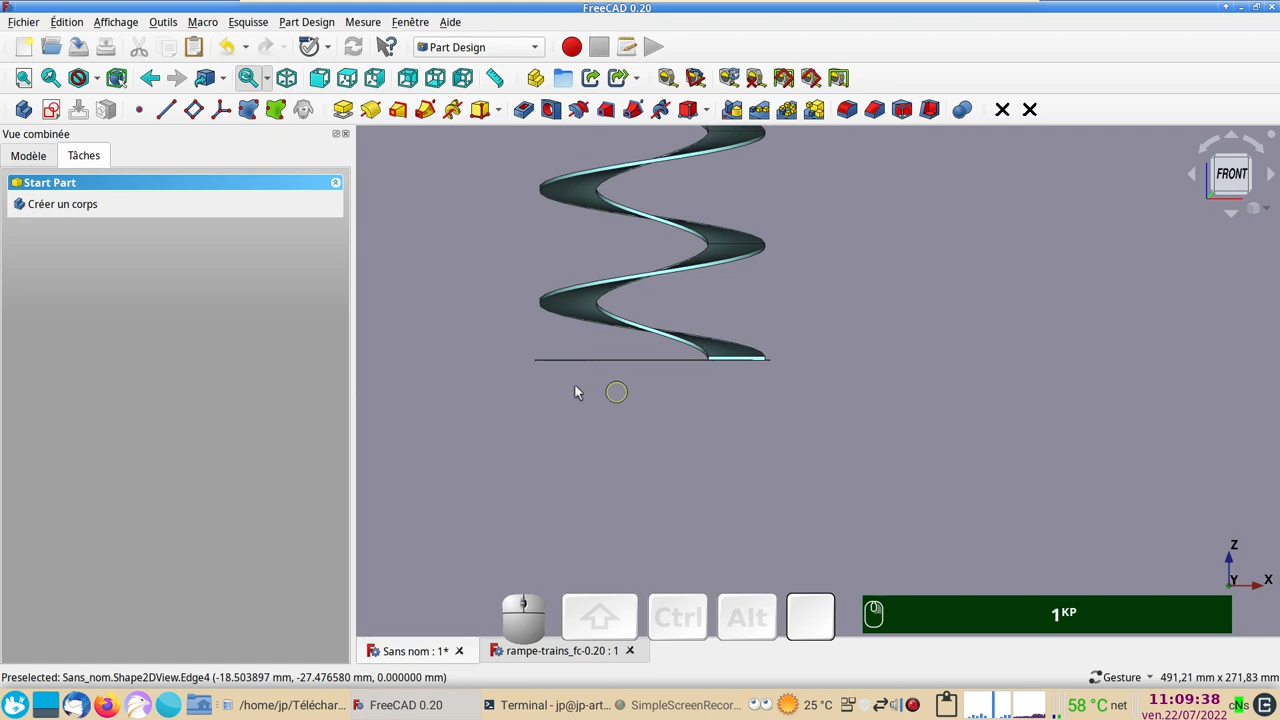 FreeCAD 0.20
Fichier Édition Affichage Outils Macro Esquisse Part Design Mesure Fenêtre Aide
Part Design
Vue combinée
Modèle Tâches
Start Part
Créer un corps
FRONT
Z
Y X
Ctrl Alt
1KP
Sans nom : 1* rampe-trains_fc-0.20 : 1
Preselected: Sans_nom.Shape2DView.Edge4 (-18.503897 mm, -27.476580 mm, 0.000000 mm) Gesture 491,21 mm x 271,83 mm
/home/jp/Téléchar... FreeCAD 0.20 Terminal - jp@jp-art... SimpleScreenRecor... 25 °C 58 °C net 11:09:38 cNs
ven.22/07/2022